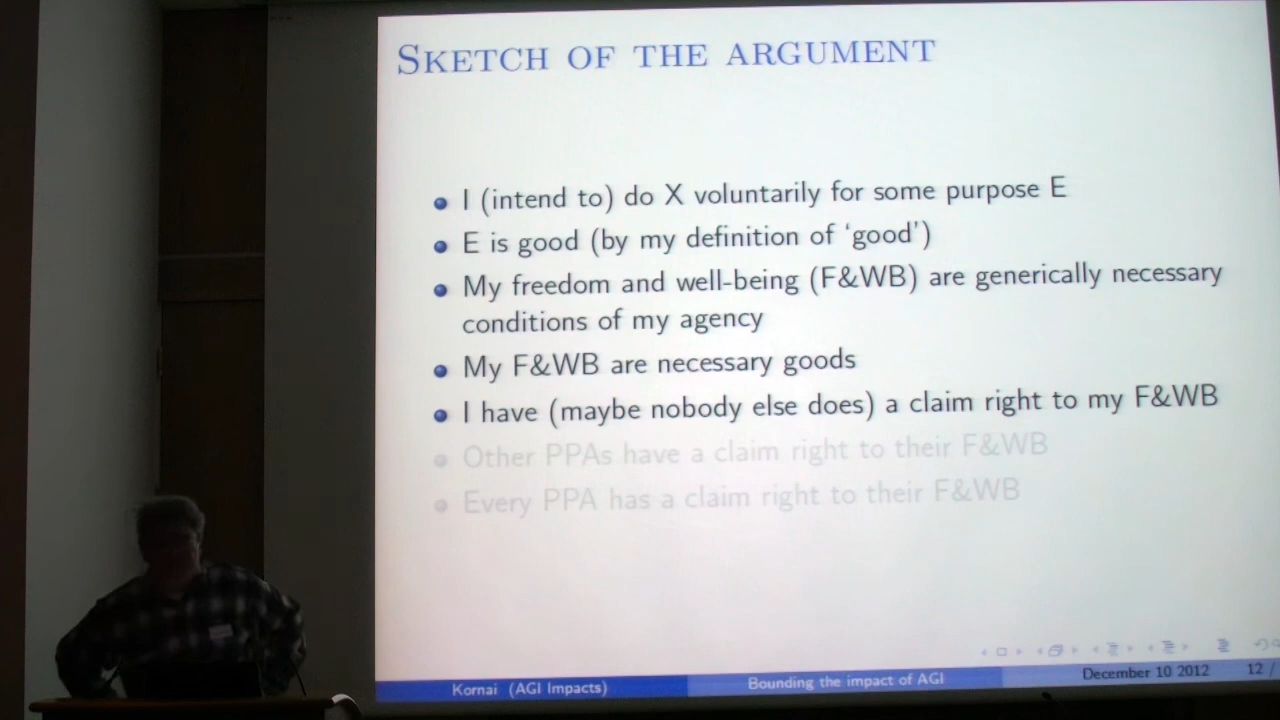 SKETCH OF THE ARGUMENT
I (intend to) do X voluntarily for some purpose E
E is good (by my definition of ‘good’)
My freedom and well-being (F&WB) are generically necessary
conditions of my agency
My F&WB are necessary goods
I have (maybe nobody else does) a claim right to my F&WB
Other PPAs have a claim right to their F&WB
Every PPA has a claim right to their F&WB
Kornai (AGI Impacts)
Bounding the impact of AGI
December 10 2012
12 /